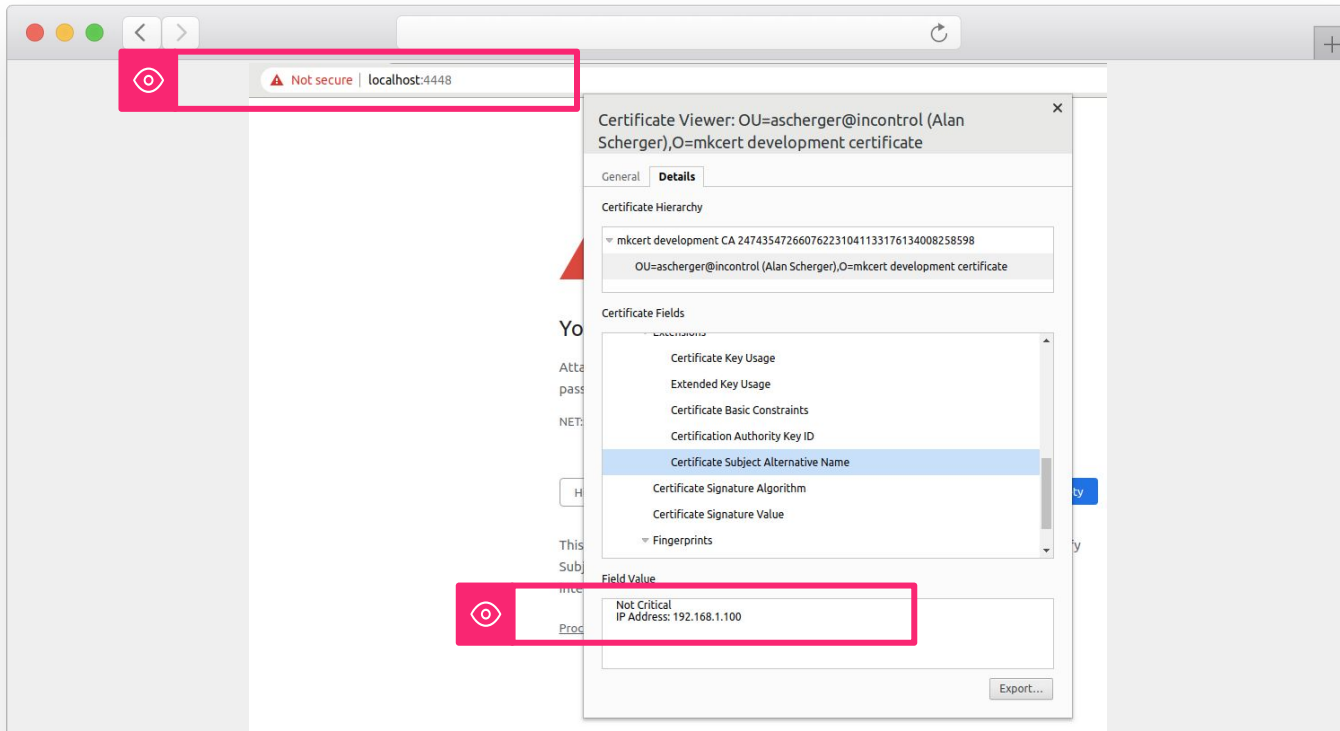 Not secure | localhost:4448
Certificate Viewer: OU=ascherger@incontrol (Alan
Scherger),O=mkcert development certificate
General Details
Certificate Hierarchy
mkcert development CA 247435472660762231041133176134008258598
OU=ascherger@incontrol (Alan Scherger),O=mkcert development certificate
Certificate Fields
Extensions
Certificate Key Usage
Extended Key Usage
Certificate Basic Constraints
Certification Authority Key ID
Certificate Subject Alternative Name
Certificate Signature Algorithm
Certificate Signature Value
Fingerprints
Field Value
Not Critical
IP Address: 192.168.1.100
Export...
Yo
Atta
pass
NET:
H
ty
This
fy
Subj
Proc